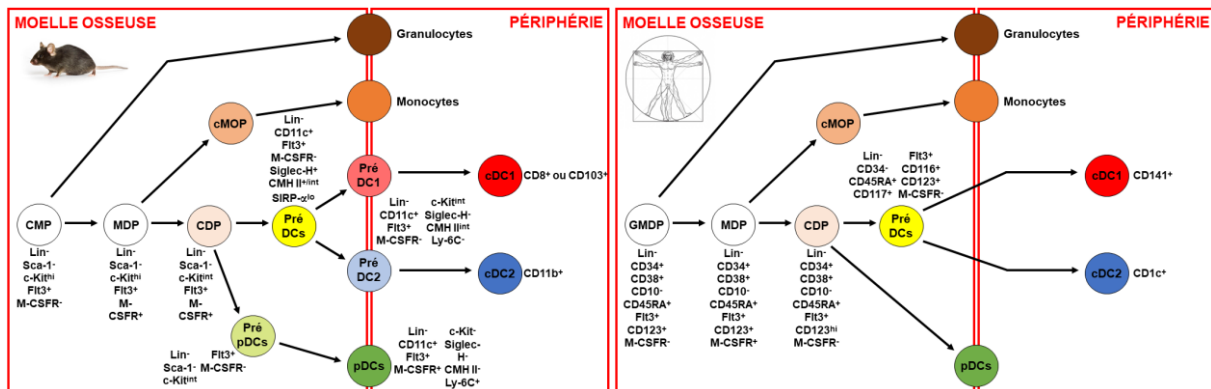 MOELLE OSSEUSE
PÉRIPHÉRIE
Granulocytes
Monocytes
cMOP
Lin-
CD11c+
Flt3+
M-CSFR-
Siglec-H+
CMH II+/int
SIRP-αlo
Pré
DC1
cDC1
CD8+ ou CD103+
CMP
MDP
CDP
Pré
DCs
Lin-
CD11c+
Flt3+
M-CSFR-
c-Kitint
Siglec-H-
CMH IIint
Ly-6C-
Pré
DC2
cDC2
CD11b+
Lin-
Sca-1-
c-Kithi
Flt3+
M-CSFR-
Lin-
Sca-1-
c-Kithi
Flt3+
M-
CSFR+
Lin-
Sca-1-
c-Kitint
Flt3+
M-
CSFR+
Pré
pDCs
Lin-
Sca-1-
c-Kitint
Flt3+
M-CSFR-
pDCs
Lin-
CD11c+
Flt3+
M-CSFR+
c-Kit-
Siglec-
H-
CMH II-
Ly-6C+
MOELLE OSSEUSE
PÉRIPHÉRIE
Granulocytes
Monocytes
cMOP
Lin-
CD34-
CD45RA+
CD117+
Flt3+
CD116+
CD123+
M-CSFR-
cDC1
CD141+
GMDP
MDP
CDP
Pré
DCs
cDC2
CD1c+
Lin-
CD34+
CD38+
CD10-
CD45RA+
Flt3+
CD123+
M-CSFR-
Lin-
CD34+
CD38+
CD10-
CD45RA+
Flt3+
CD123+
M-CSFR-
Lin-
CD34+
CD38+
CD10-
CD45RA+
Flt3+
CD123hi
M-CSFR-
pDCs